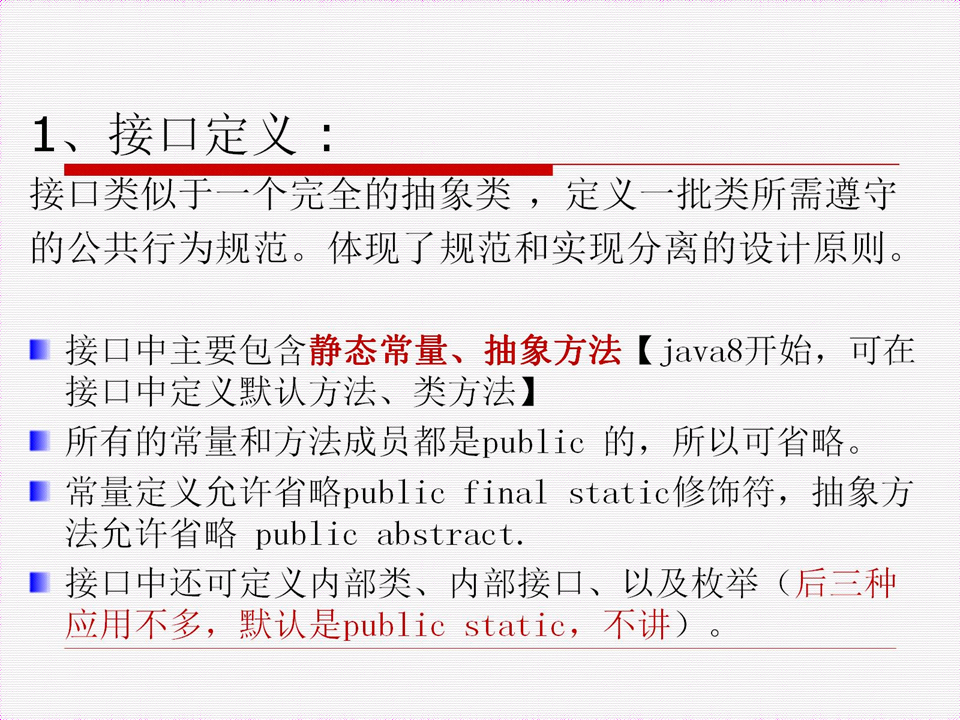 1、接口定义：
接口类似于一个完全的抽象类 ，定义一批类所需遵守
的公共行为规范。体现了规范和实现分离的设计原则。
接口中主要包含静态常量、抽象方法【java8开始，可在
接口中定义默认方法、类方法】
所有的常量和方法成员都是public 的，所以可省略。
常量定义允许省略public final static修饰符，抽象方
法允许省略 public abstract.
接口中还可定义内部类、内部接口、以及枚举（后三种
应用不多，默认是public static，不讲）。